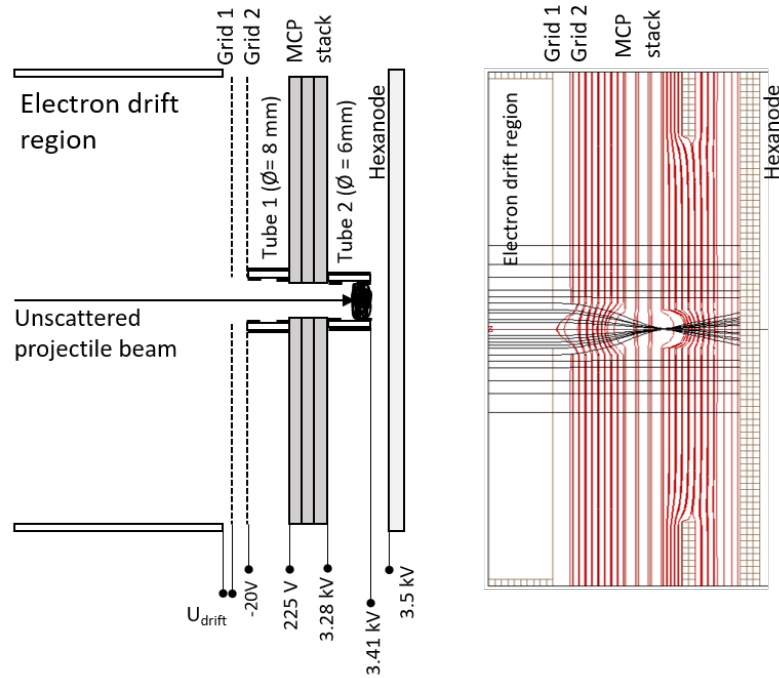 Grid 1
Grid 2
MCP
stack
Electron drift
region
Tube 1 (Ø= 8 mm)
Tube 2 (Ø = 6mm)
Hexanode
Unscattered
projectile beam
Udrift
-20V
225 V
3.28 kV
3.41 kV
3.5 kV
Grid 1
Grid 2
MCP
stack
Electron drift region
Hexanode